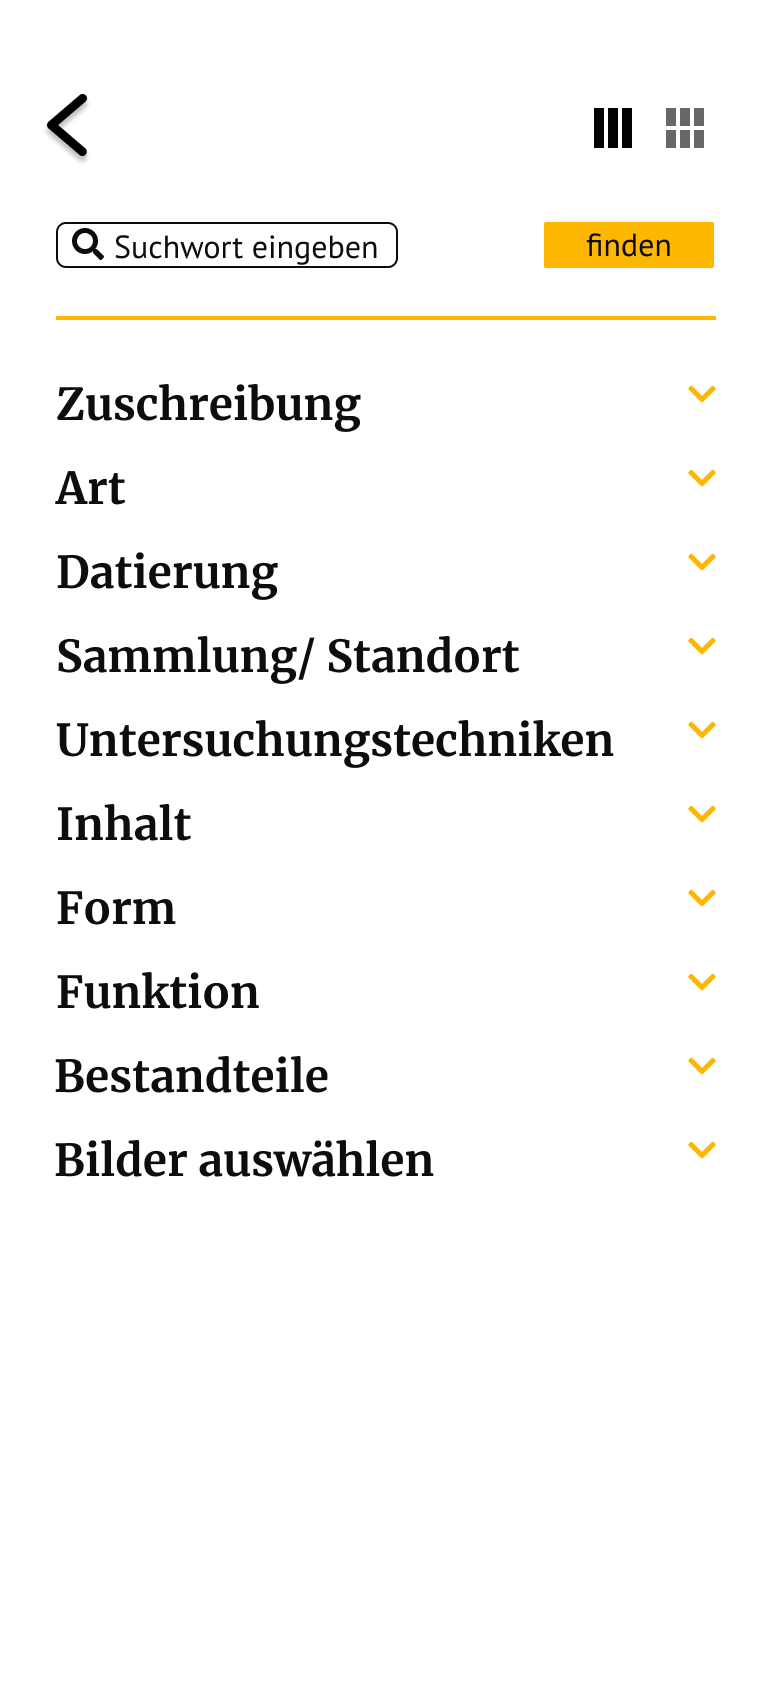 Suchwort eingeben
finden
Zuschreibung
Art
Datierung
Sammlung/ Standort
Untersuchungstechniken
Inhalt
Form
Funktion
Bestandteile
Bilder auswählen